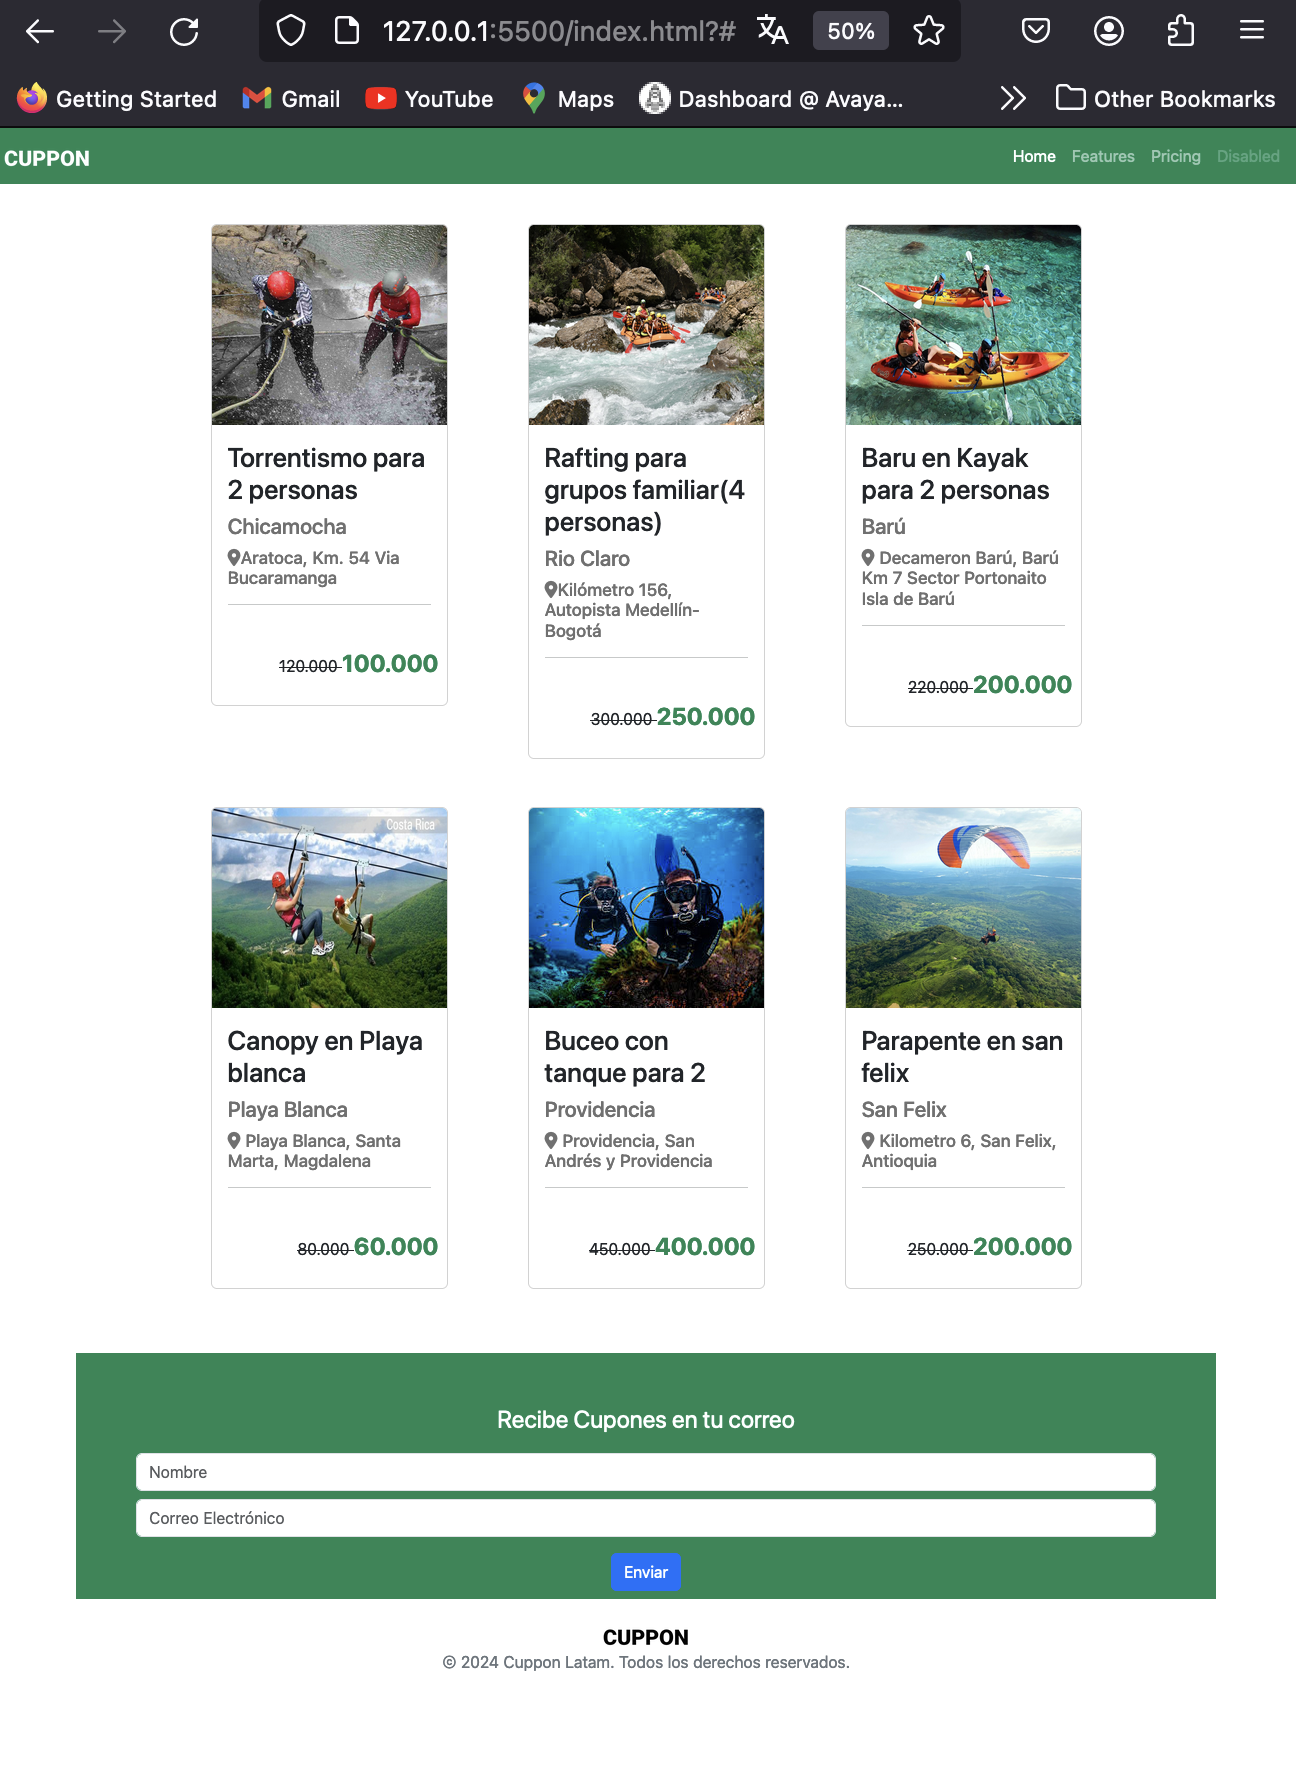 127.0.0.1:5500/index.html?# 50%
Getting Started Gmail YouTube Maps Dashboard @ Avaya... Other Bookmarks
CUPPON Home Features Pricing Disabled
Torrentismo para
2 personas
Chicamocha
Aratoca, Km. 54 Via
Bucaramanga
120.000 100.000
Rafting para
grupos familiar(4
personas)
Rio Claro
Kilómetro 156,
Autopista Medellín-
Bogotá
300.000 250.000
Baru en Kayak
para 2 personas
Barú
Decameron Barú, Barú
Km 7 Sector Portonaito
Isla de Barú
220.000 200.000
Costa Rica
Canopy en Playa
blanca
Playa Blanca
Playa Blanca, Santa
Marta, Magdalena
80.000 60.000
Buceo con
tanque para 2
Providencia
Providencia, San
Andrés y Providencia
450.000 400.000
Parapente en san
felix
San Felix
Kilometro 6, San Felix,
Antioquia
250.000 200.000
Recibe Cupones en tu correo
Nombre
Correo Electrónico
Enviar
CUPPON
© 2024 Cuppon Latam. Todos los derechos reservados.